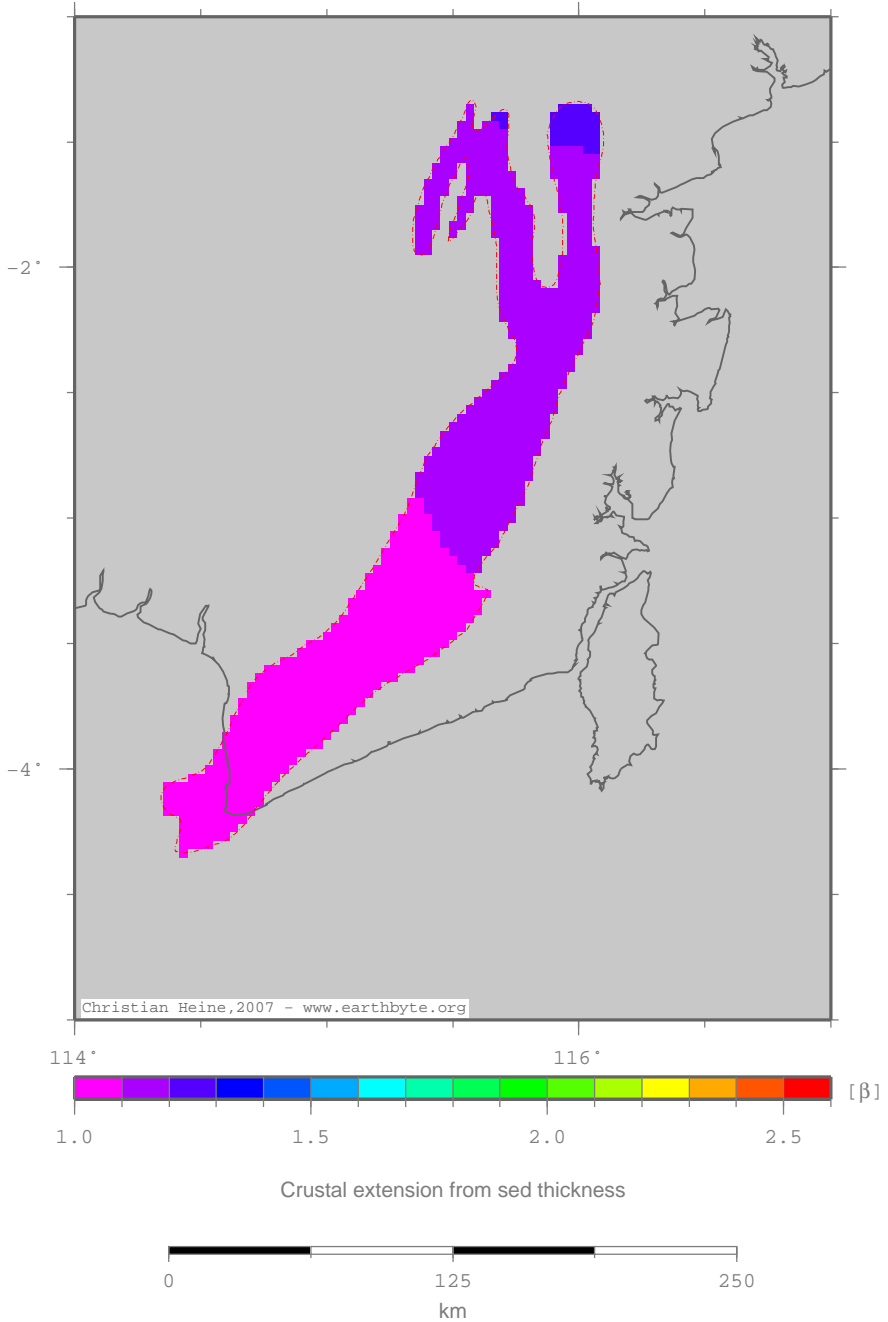 −2˚
−4˚
Christian Heine,2007 − www.earthbyte.org
114˚ 116˚
[β]
1.0 1.5 2.0 2.5
Crustal extension from sed thickness
0 125 250
km